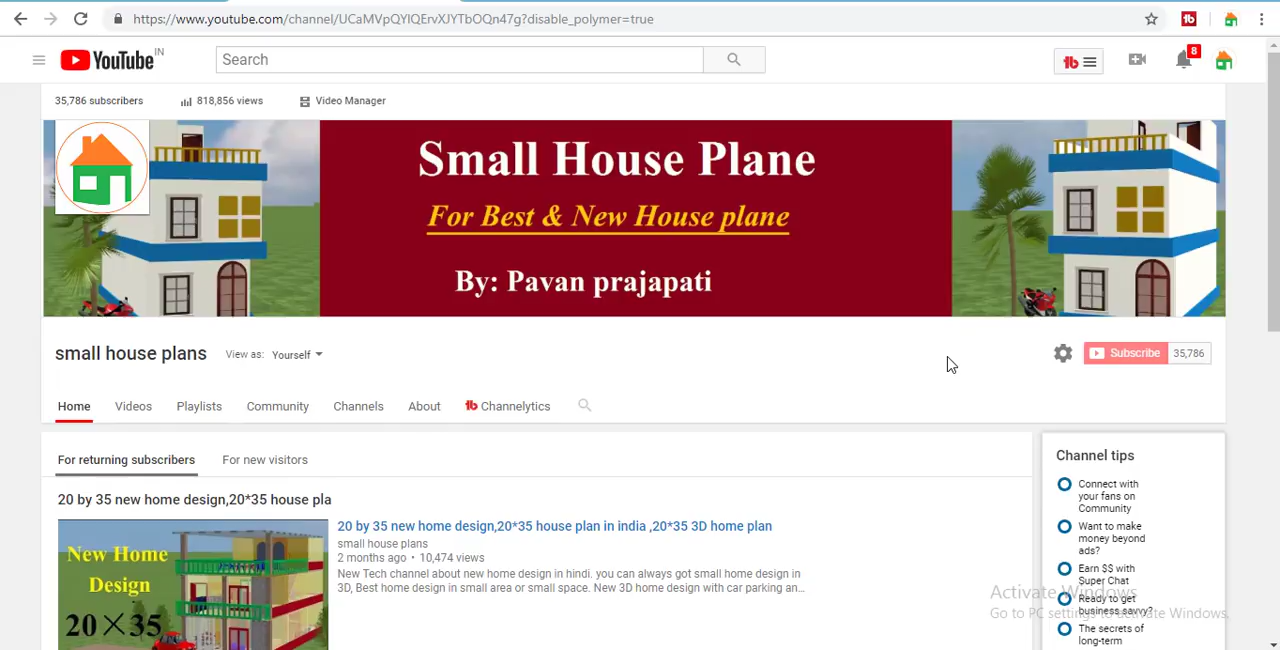 https://www.youtube.com/channel/UCaMVpQYlQErvXJYTbOQn47g?disable_polymer=true
YouTube IN
Search
8
35,786 subscribers
818,856 views
Video Manager
Small House Plane
For Best & New House plane
By: Pavan prajapati
small house plans
View as: Yourself
Subscribe 35,786
Home
Videos
Playlists
Community
Channels
About
Channelytics
For returning subscribers
For new visitors
20 by 35 new home design,20*35 house pla
New Home
Design
20×35
20 by 35 new home design,20*35 house plan in india ,20*35 3D home plan
small house plans
2 months ago • 10,474 views
New Tech channel about new home design in hindi. you can always got small home design in
3D, Best home design in small area or small space. New 3D home design with car parking an...
Channel tips
Connect with
your fans on
Community
Want to make
money beyond
ads?
Earn $$ with
Super Chat
Ready to get
business savvy?
The secrets of
long-term
Activate Windows
Go to PC settings to activate Windows.